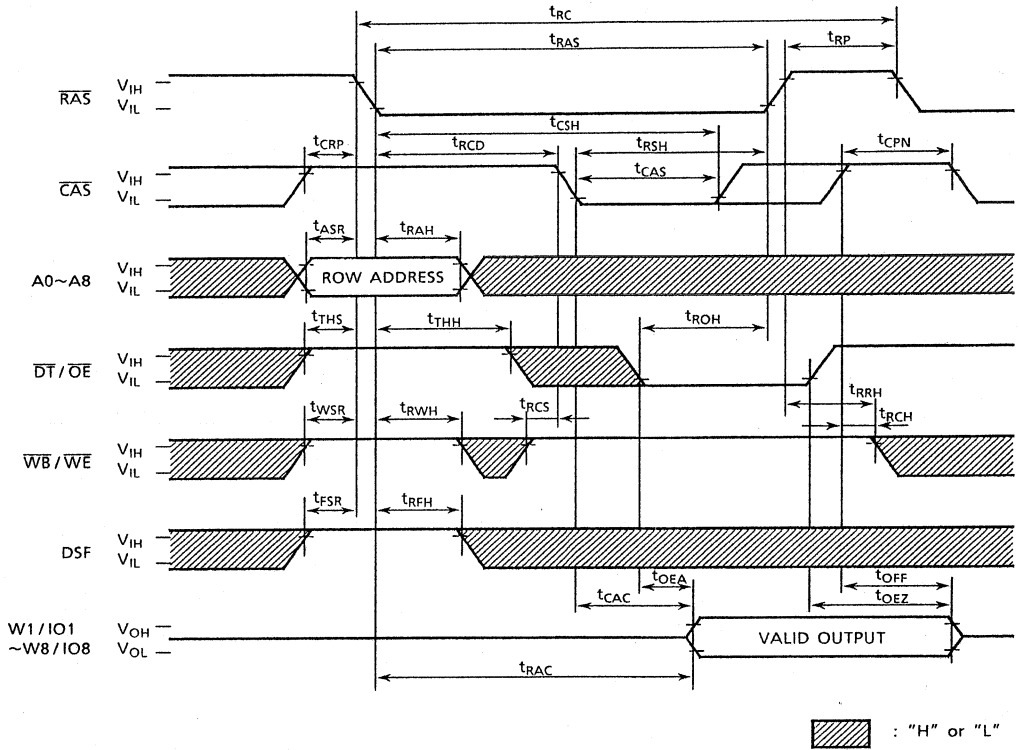 tRC
tRAS
tRP
RAS
VIH
VIL
tCSH
tCRP
tRCD
tRSH
tCPN
tCAS
CAS
VIH
VIL
tASR
tRAH
A0~A8
VIH
VIL
ROW ADDRESS
tTHS
tTHH
tROH
DT/OE
VIH
VIL
tRRH
tWSR
tRWH
tRCS
tRCH
WB/WE
VIH
VIL
tFSR
tRFH
DSF
VIH
VIL
tOEA
tOFF
tCAC
tOEZ
W1/IO1
~W8/IO8
VOH
VOL
VALID OUTPUT
tRAC
: "H" or "L"